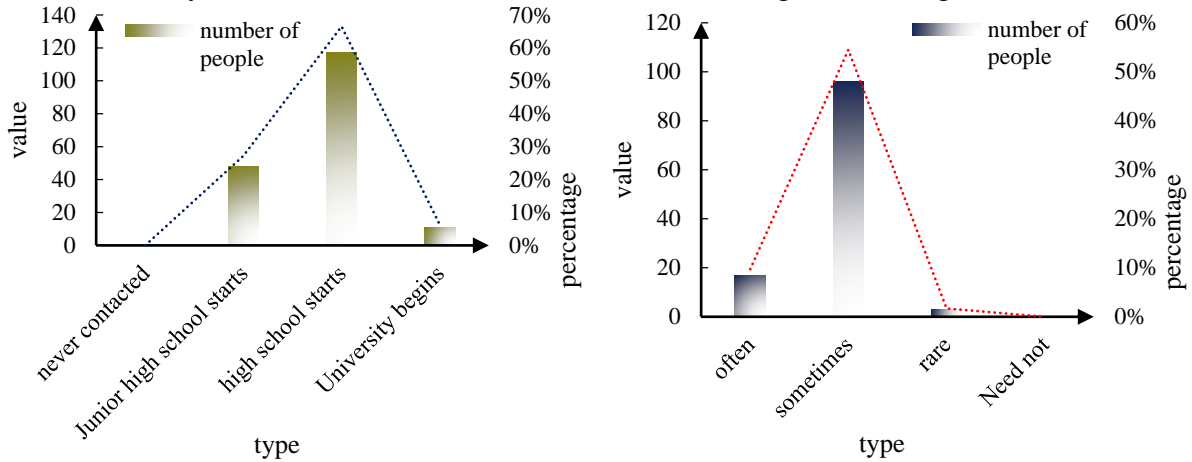 140
120
100
80
60
40
20
0
value
number of
people
70%
60%
50%
40%
30%
20%
10%
0%
percentage
never contacted
Junior high school starts
high school starts
University begins
type
120
100
80
60
40
20
0
value
number of
people
60%
50%
40%
30%
20%
10%
0%
percentage
often
sometimes
rare
Need not
type